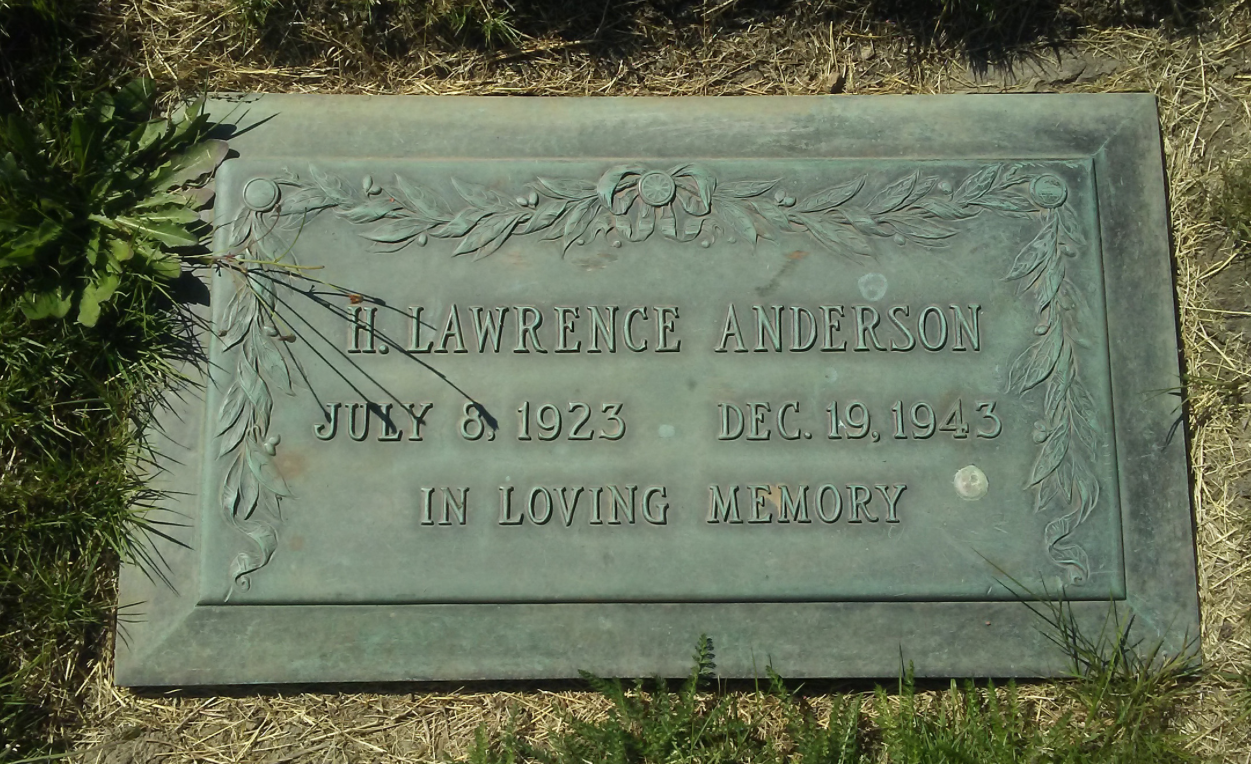 H. LAWRENCE ANDERSON
JULY 8, 1923 DEC. 19, 1943
IN LOVING MEMORY